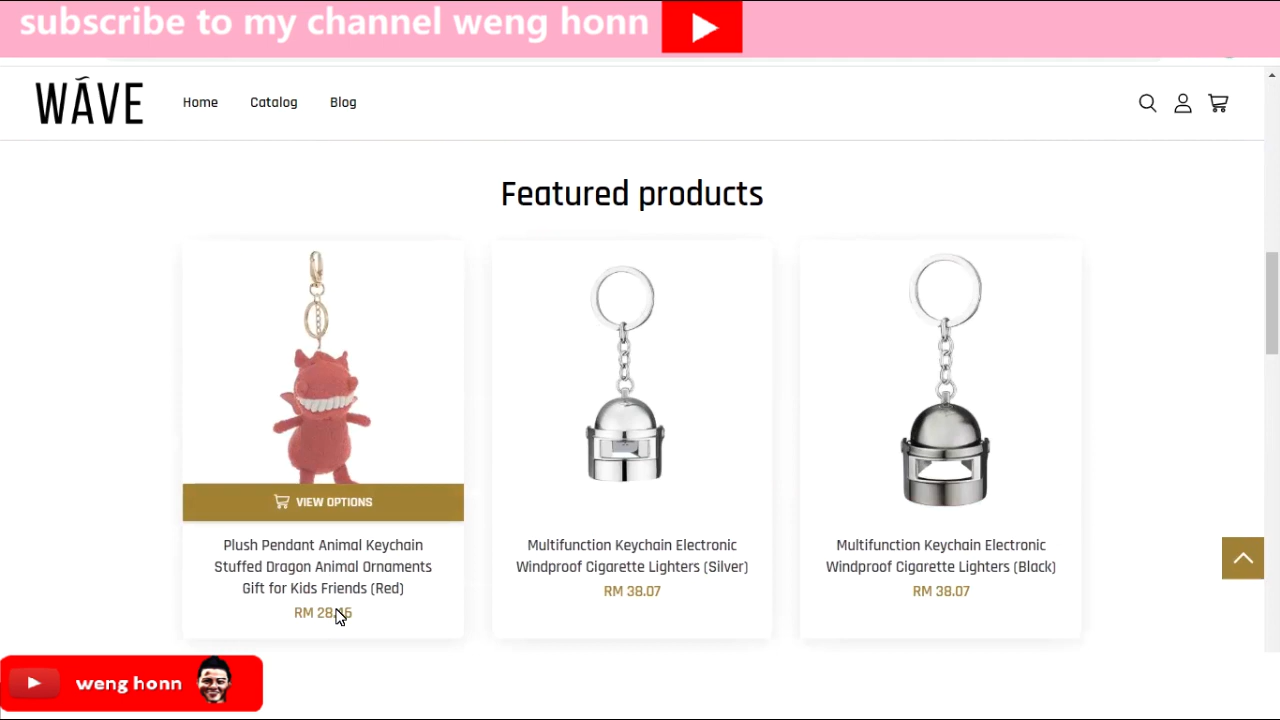 subscribe to my channel weng honn
WĀVE
Home Catalog Blog
Featured products
VIEW OPTIONS
Plush Pendant Animal Keychain
Stuffed Dragon Animal Ornaments
Gift for Kids Friends (Red)
RM
Multifunction Keychain Electronic
Windproof Cigarette Lighters (Silver)
RM 38.07
Multifunction Keychain Electronic
Windproof Cigarette Lighters (Black)
RM 38.07
weng honn